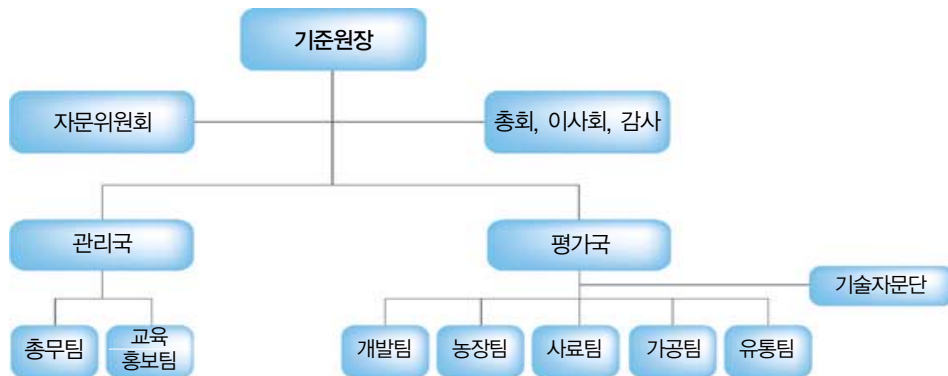 기준원장
자문위원회
총회, 이사회, 감사
관리국
평가국
기술자문단
총무팀
교육
홍보팀
개발팀
농장팀
사료팀
가공팀
유통팀